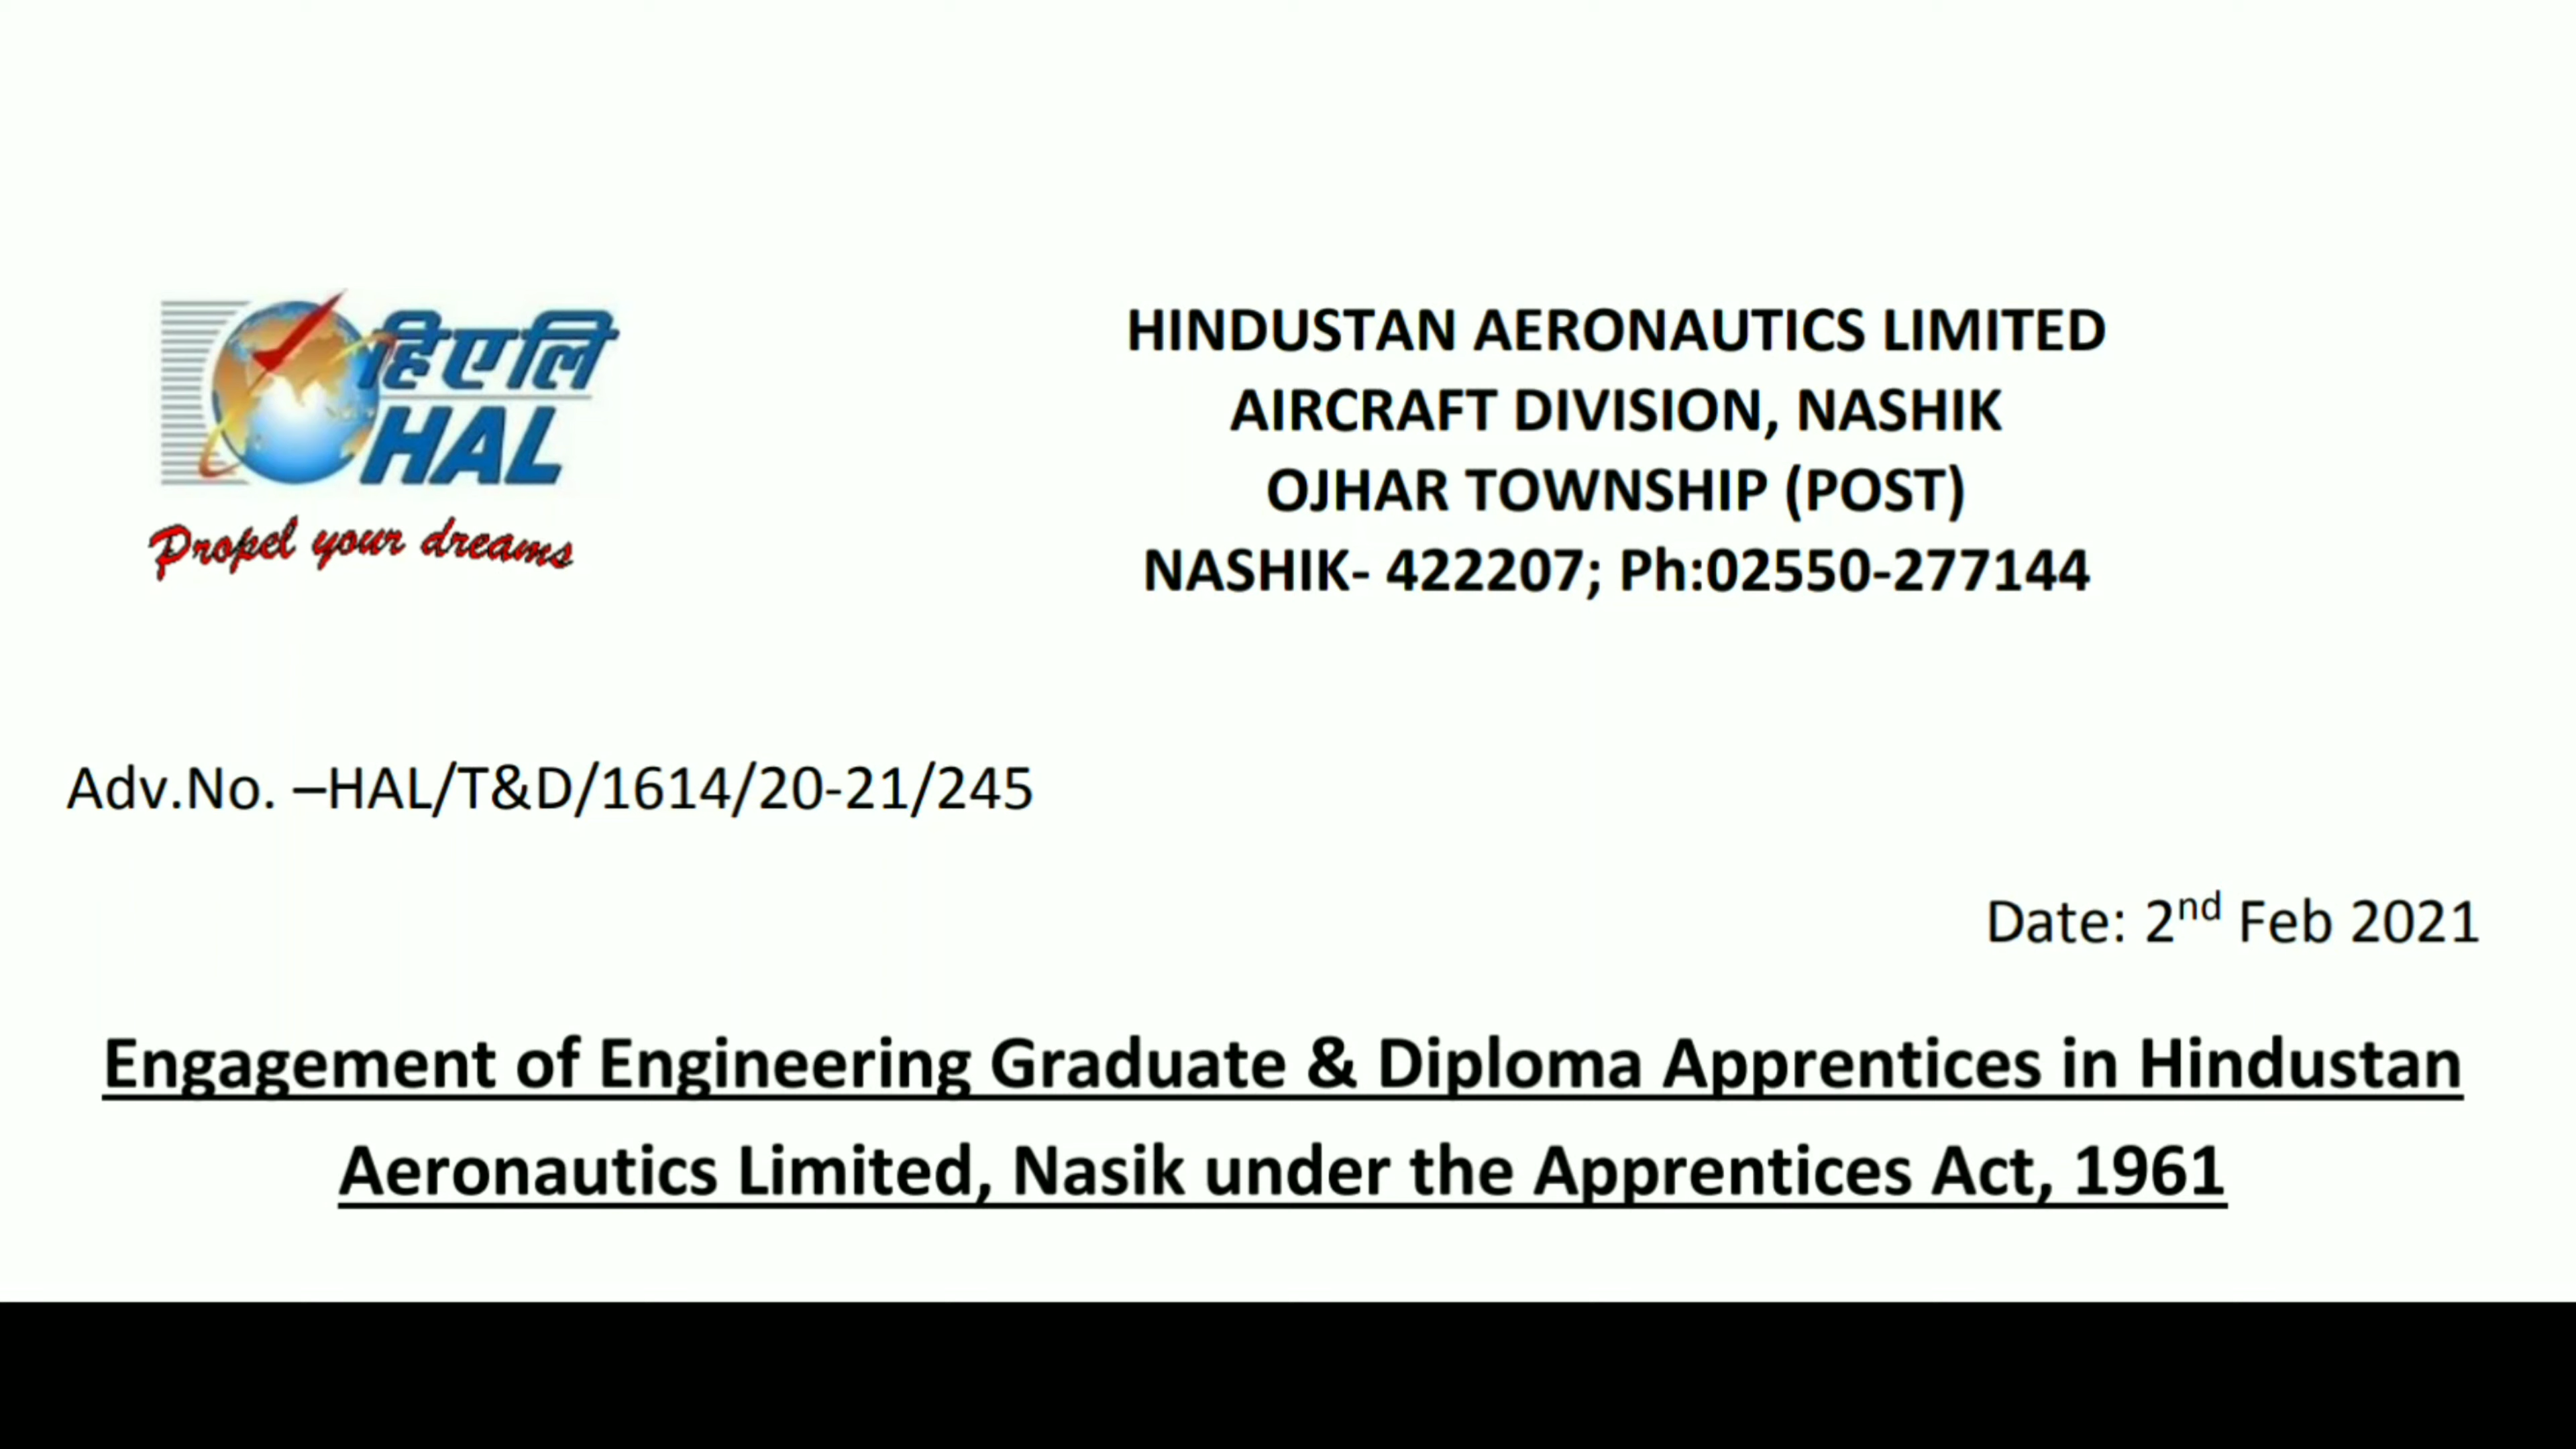 हिएलि
HAL
Propel your dreams
HINDUSTAN AERONAUTICS LIMITED
AIRCRAFT DIVISION, NASHIK
OJHAR TOWNSHIP (POST)
NASHIK- 422207; Ph:02550-277144
Adv.No. –HAL/T&D/1614/20-21/245
Date: 2nd Feb 2021
Engagement of Engineering Graduate & Diploma Apprentices in Hindustan
Aeronautics Limited, Nasik under the Apprentices Act, 1961